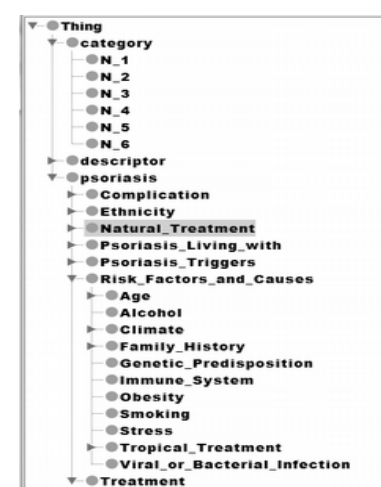 Thing
category
N_1
N_2
N_3
N_4
N_5
N_6
descriptor
psoriasis
Complication
Ethnicity
Natural_Treatment
Psoriasis_Living_with
Psoriasis_Triggers
Risk_Factors_and_Causes
Age
Alcohol
Climate
Family_History
Genetic_Predisposition
Immune_System
Obesity
Smoking
Stress
Tropical_Treatment
Viral_or_Bacterial_Infection
Treatment